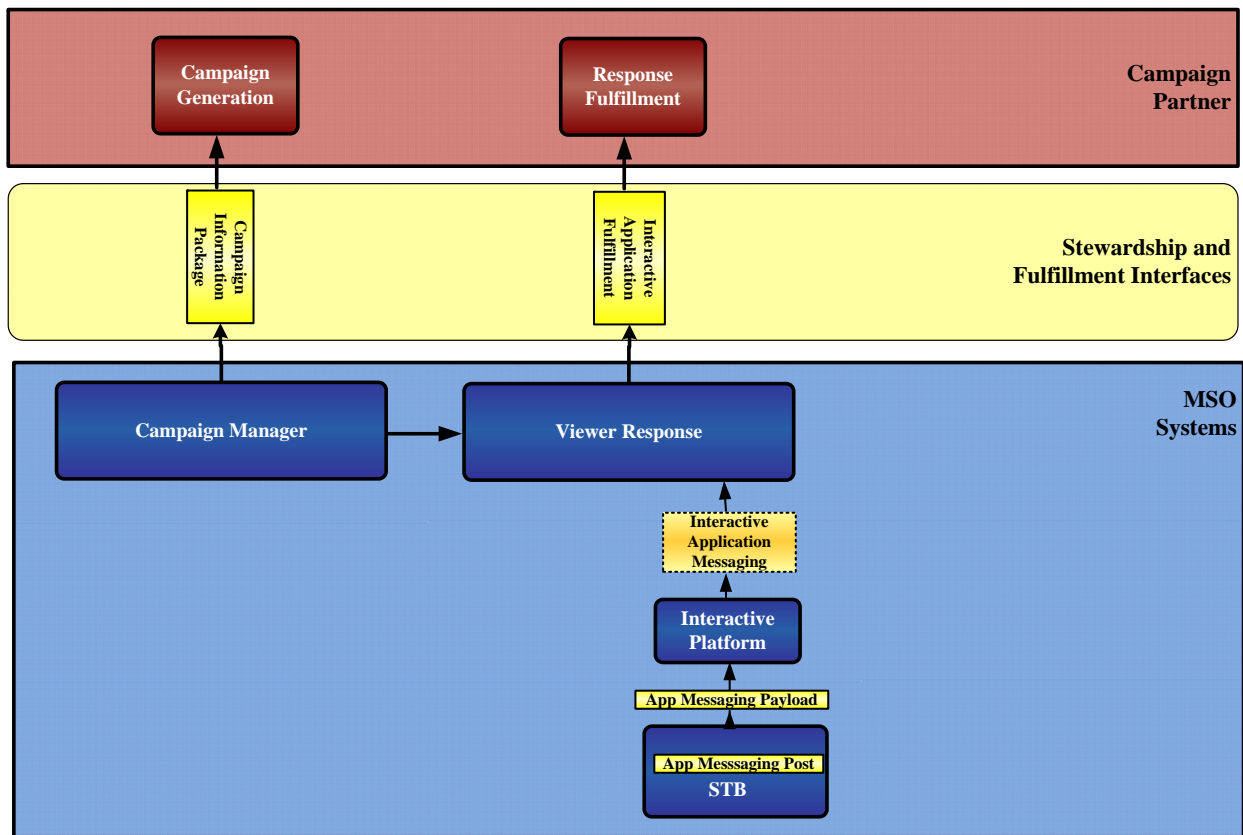 Campaign
Generation
Response
Fulfillment
Campaign
Partner
Campaign
Information
Package
Interactive
Application
Fulfillment
Stewardship and
Fulfillment Interfaces
MSO
Systems
Campaign Manager
Viewer Response
Interactive
Application
Messaging
Interactive
Platform
App Messaging Payload
App Messsaging Post
STB